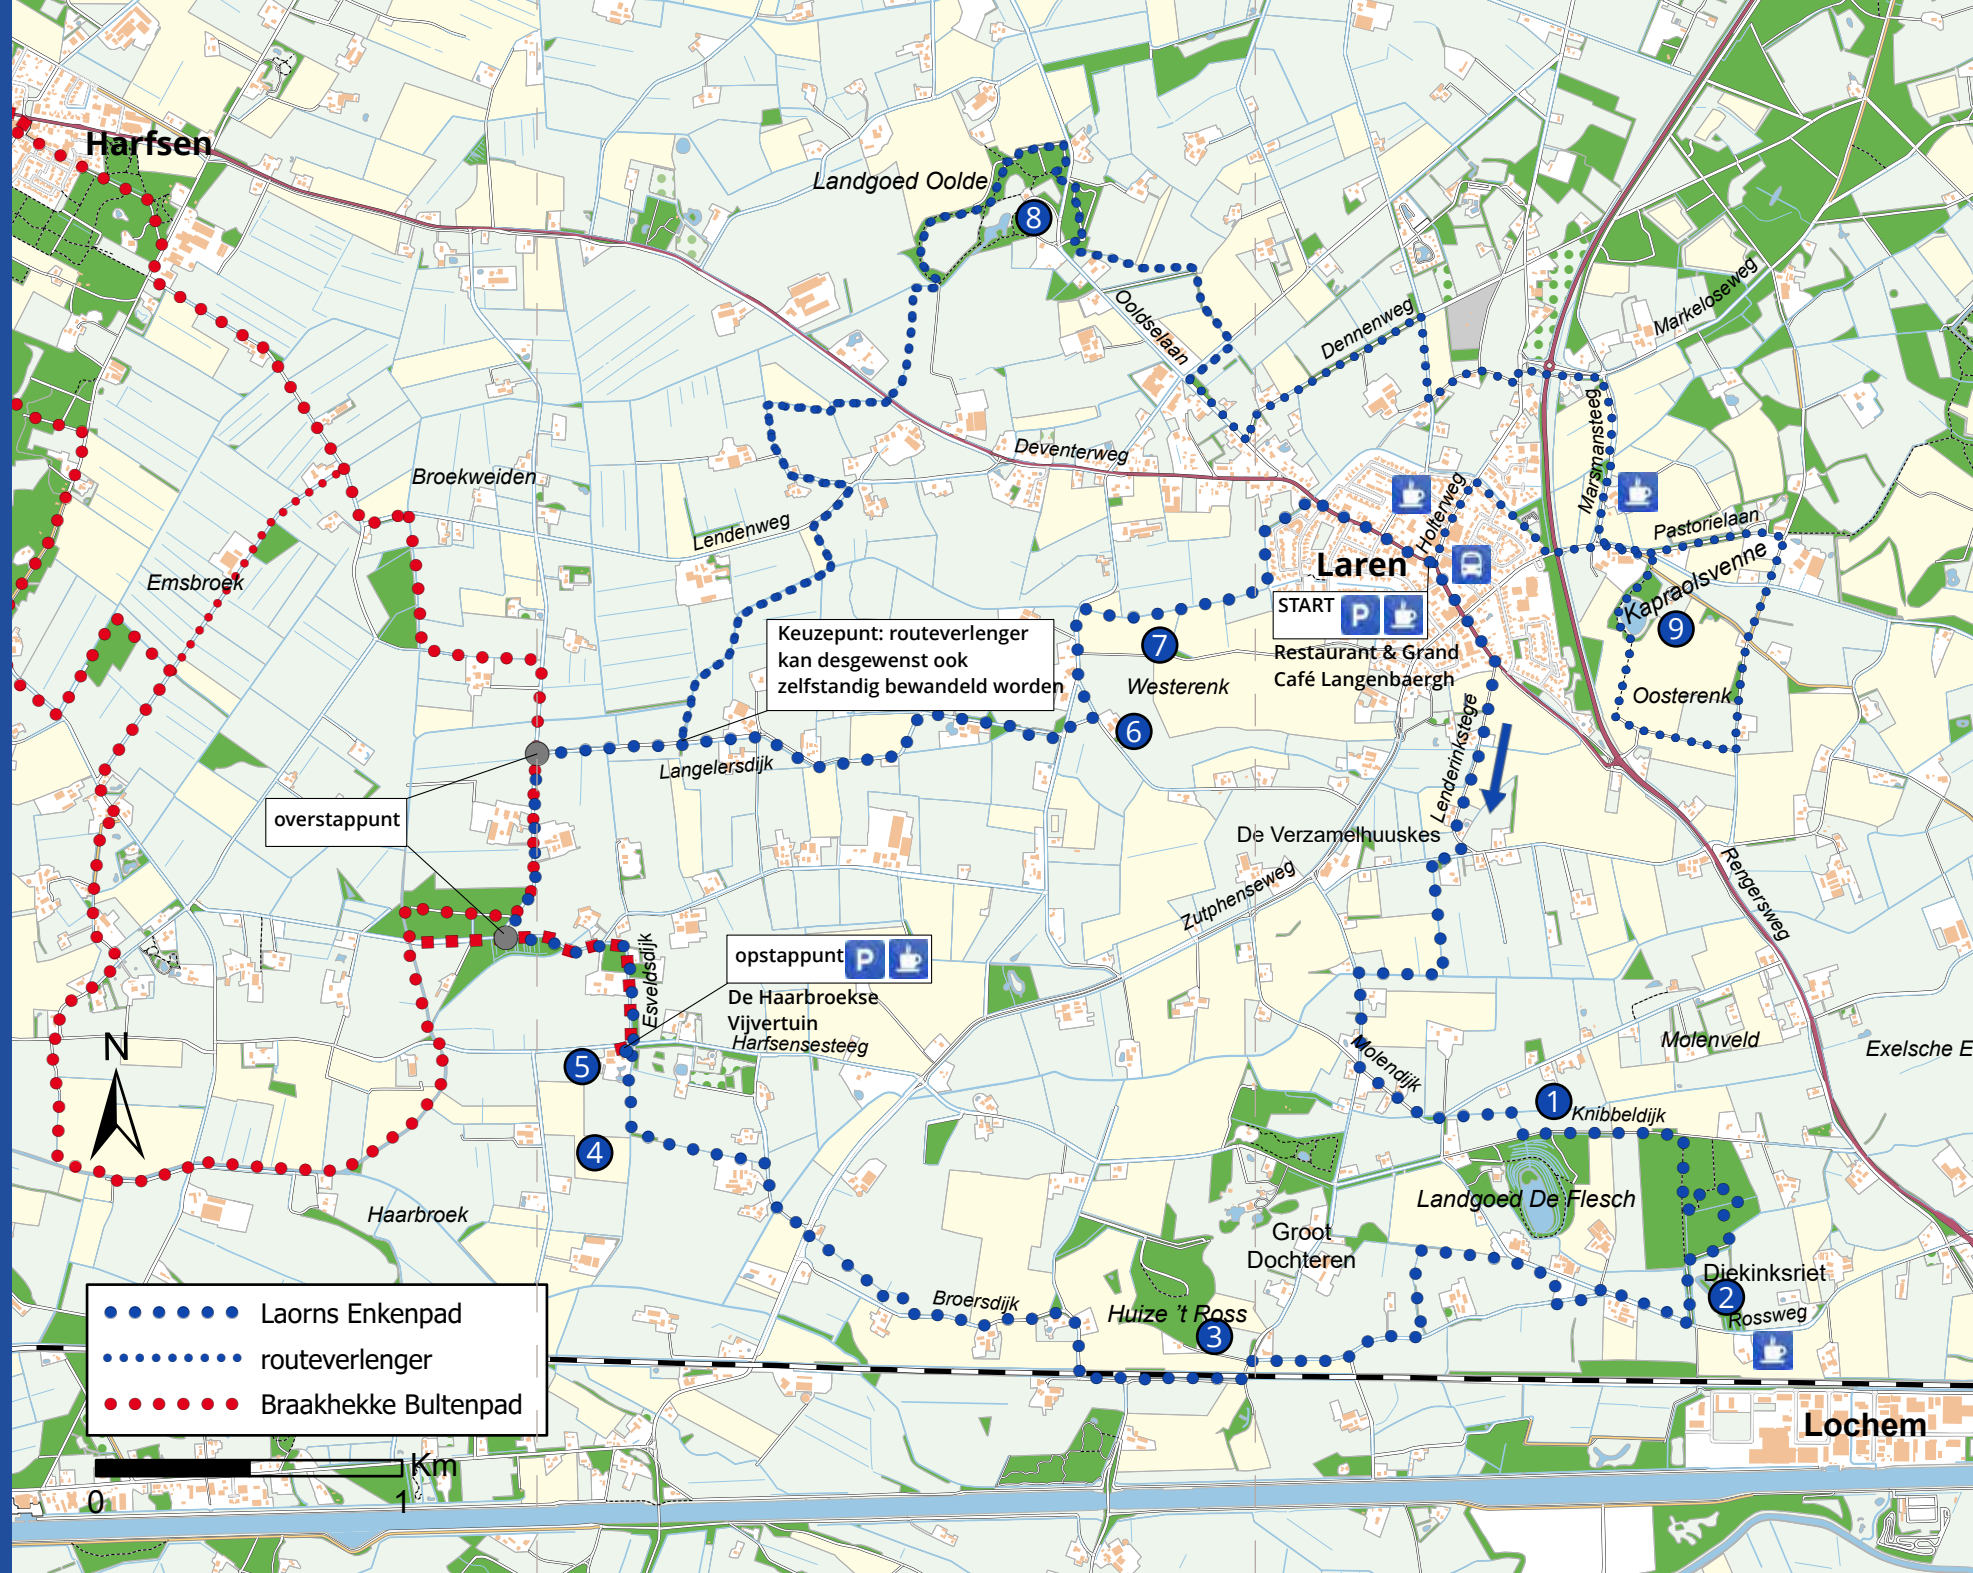 Harfsen
Landgoed Oolde
8
Ooldselaan
Dennenweg
Markeloseweg
Marsmansteeg
Deventerweg
Broekweiden
Holterweg
Pastorielaan
Lendenweg
Emsbroek
Laren
Kapraolsvenne
START
P
9
Restaurant & Grand
Café Langenbaergh
Keuzepunt: routeverlenger
kan desgewenst ook
zelfstandig bewandeld worden
7
Westerenk
Oosterenk
6
Langelersdijk
Lenderinkstege
overstappunt
De Verzamelhuuskes
Zutphenseweg
Rengersweg
opstappunt
P
De Haarbroekse
Vijvertuin
Esveldsdijk
Harfsensesteeg
N
5
Molendijk
Molenveld
Exelsche E
1
Knibbeldijk
4
Landgoed De Flesch
Haarbroek
Groot
Dochteren
Diekinksriet
2
Rossweg
Broersdijk
Huize 't Ross
3
Laorns Enkenpad
routeverlenger
Braakhekke Bultenpad
Lochem
Km
0
1